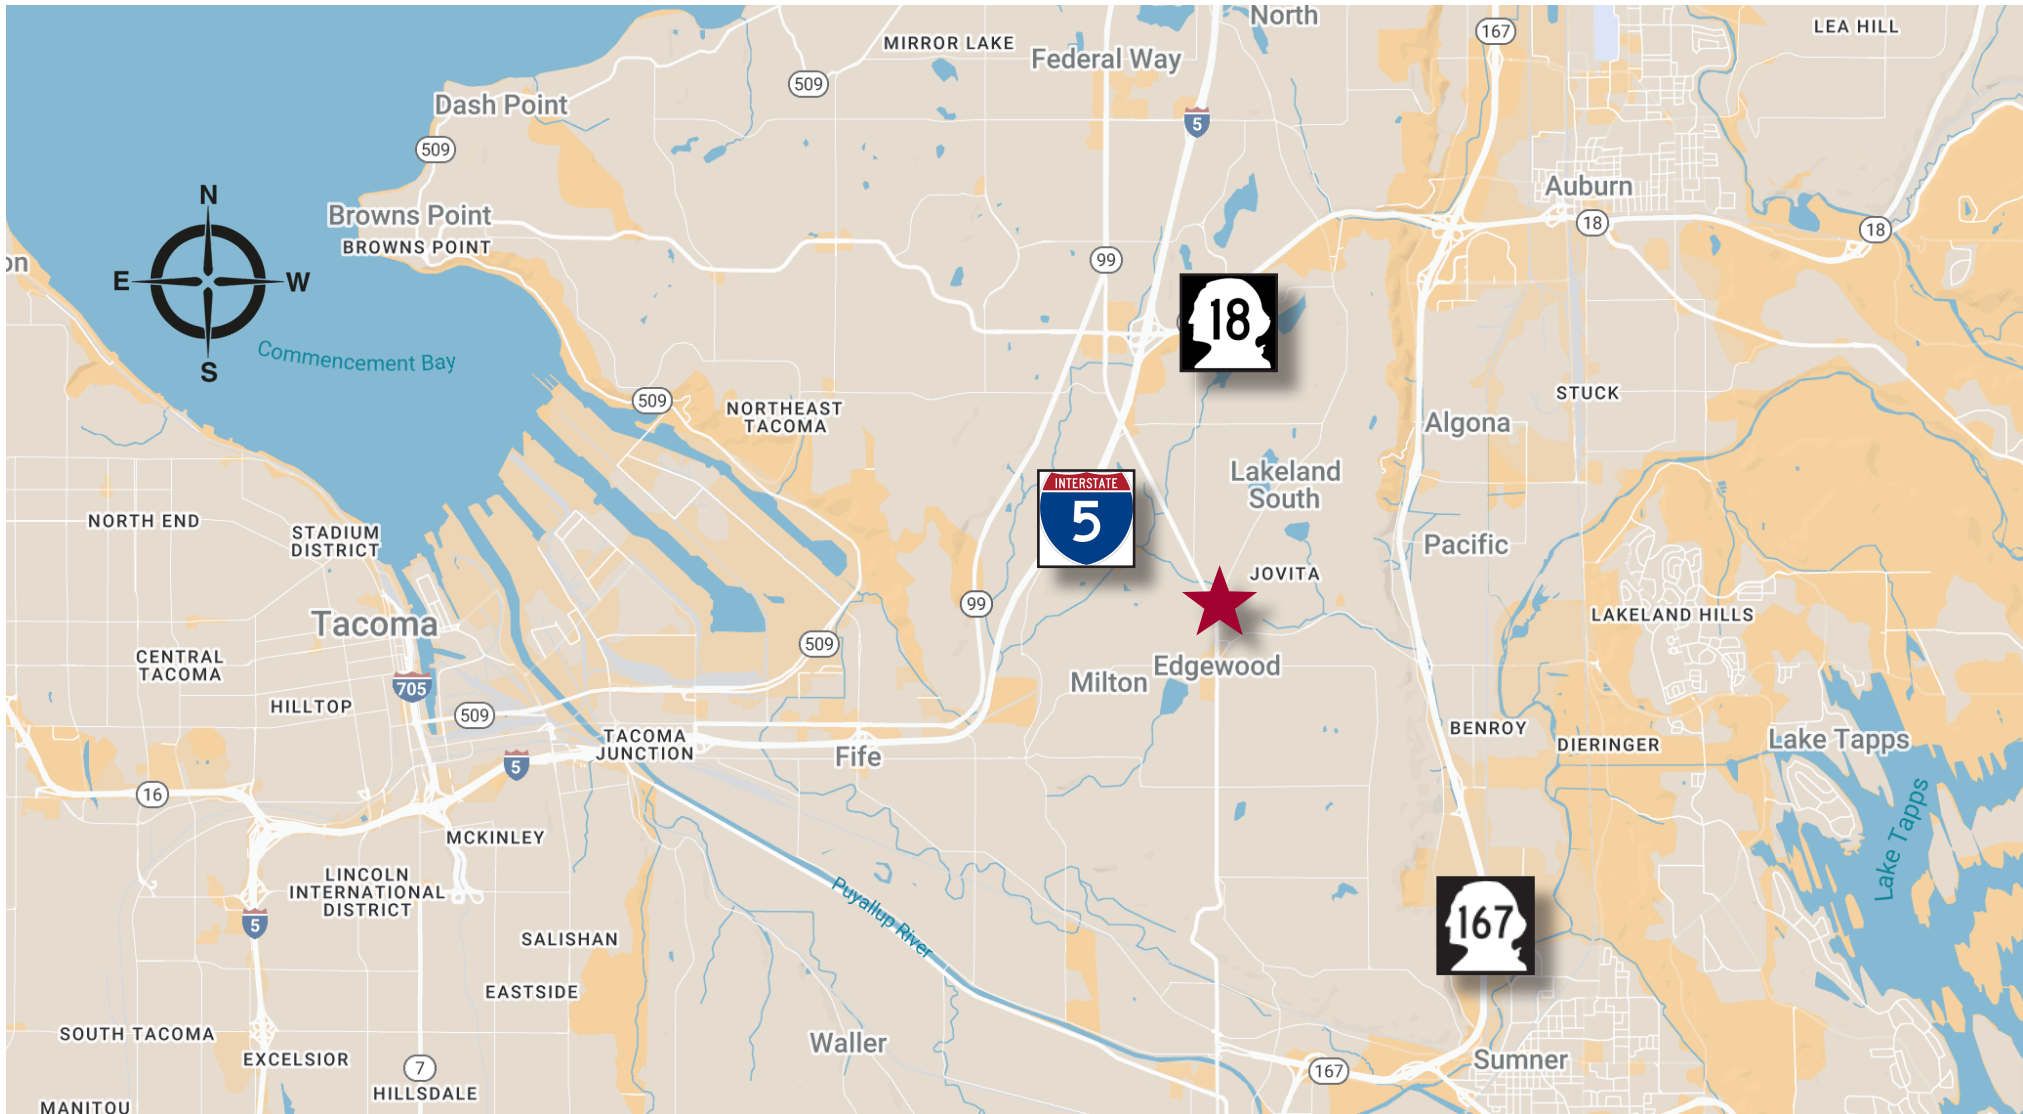 North
167
LEA HILL
MIRROR LAKE
Federal Way
509
Dash Point
5
509
Auburn
N
Browns Point
18
18
BROWNS POINT
on
99
E
W
18
Commencement Bay
S
STUCK
509
NORTHEAST
TACOMA
Algona
Lakeland
South
INTERSTATE
5
NORTH END
STADIUM
DISTRICT
Pacific
JOVITA
99
LAKELAND HILLS
Tacoma
509
CENTRAL
TACOMA
Edgewood
Milton
705
HILLTOP
509
BENROY
TACOMA
JUNCTION
DIERINGER
Lake Tapps
Fife
5
16
MCKINLEY
Lake Tapps
LINCOLN
INTERNATIONAL
DISTRICT
Puyallup River
5
167
SALISHAN
EASTSIDE
SOUTH TACOMA
Waller
EXCELSIOR
Sumner
7
167
HILLSDALE
MANITOU